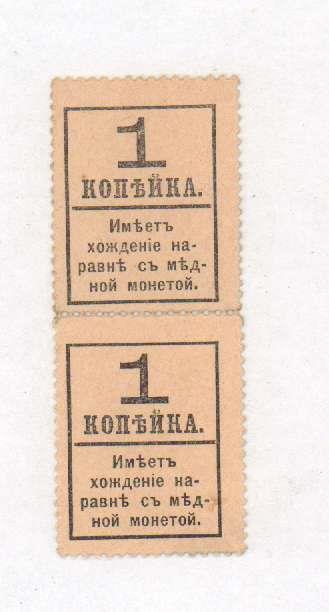 1
КОПѢЙКА.
Имѣетъ
хожденіе на-
равнѣ съ мѣд-
ной монетой.
1
КОПѢЙКА.
Имѣетъ
хожденіе на-
равнѣ съ мѣд-
ной монетой.